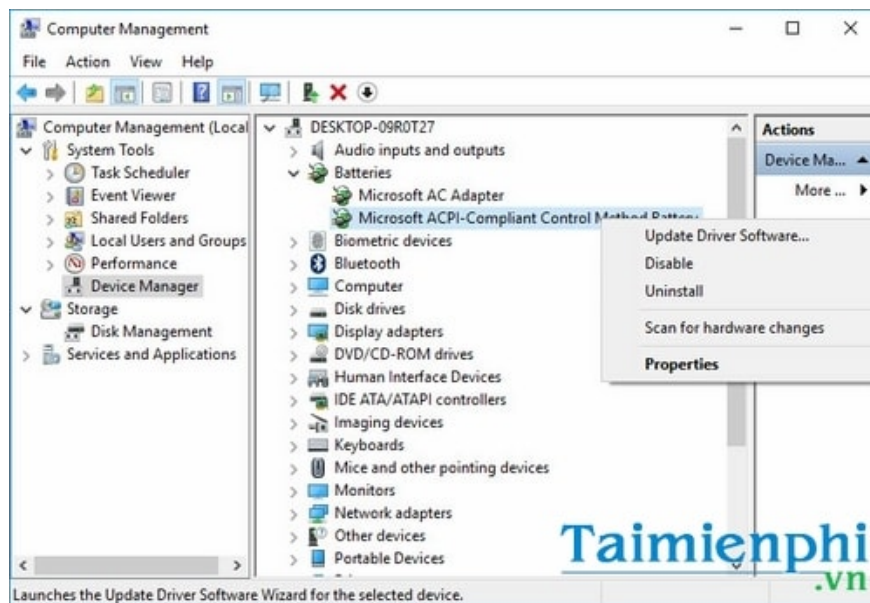 Computer Management
File Action View Help
Computer Management (Local
System Tools
Task Scheduler
Event Viewer
Shared Folders
Local Users and Groups
Performance
Device Manager
Storage
Disk Management
Services and Applications
DESKTOP-09R0T27
Audio inputs and outputs
Batteries
Microsoft AC Adapter
Microsoft ACPI-Compliant Control Method Battery
Biometric devices
Bluetooth
Computer
Disk drives
Display adapters
DVD/CD-ROM drives
Human Interface Devices
IDE ATA/ATAPI controllers
Imaging devices
Keyboards
Mice and other pointing devices
Monitors
Network adapters
Other devices
Portable Devices
Update Driver Software...
Disable
Uninstall
Scan for hardware changes
Properties
Actions
Device Ma...
More ...
Taimienphi
.vn
Launches the Update Driver Software Wizard for the selected device.